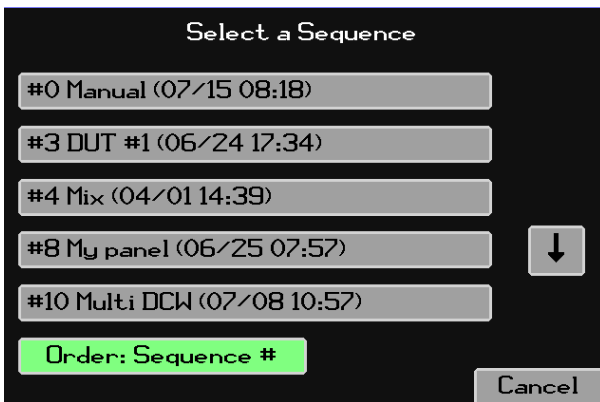 Select a Sequence
#0 Manual (07/15 08:18)
#3 DUT #1 (06/24 17:34)
#4 Mix (04/01 14:39)
#8 My panel (06/25 07:57)
#10 Multi DCW (07/08 10:57)
Order: Sequence #
Cancel